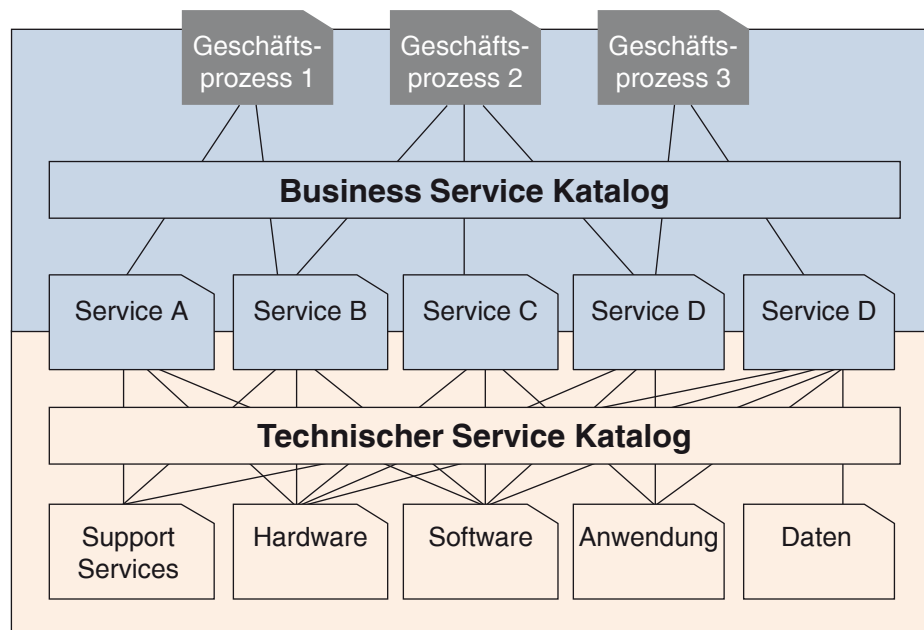 Geschäfts-
prozess 1
Geschäfts-
prozess 2
Geschäfts-
prozess 3
Business Service Katalog
Service A
Service B
Service C
Service D
Service D
Technischer Service Katalog
Support
Services
Hardware
Software
Anwendung
Daten